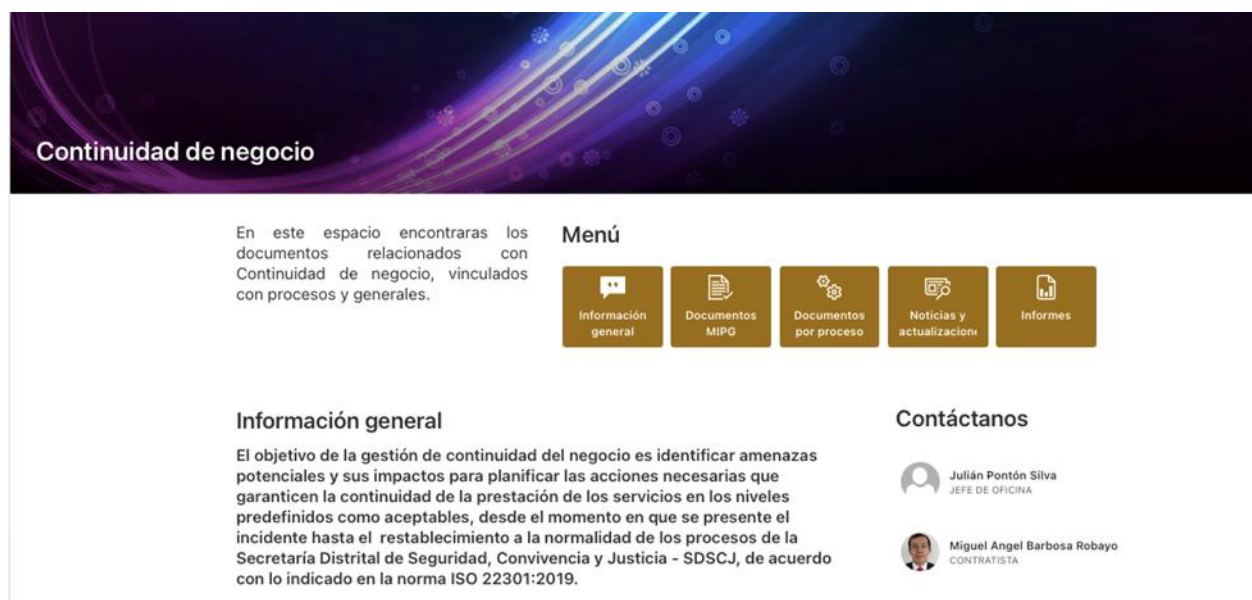 Continuidad de negocio
En este espacio encontraras los
documentos relacionados con
Continuidad de negocio, vinculados
con procesos y generales.
Menú
Información
general
Documentos
MIPG
Documentos
por proceso
Noticias y
actualizacione
Informes
Información general
El objetivo de la gestión de continuidad del negocio es identificar amenazas
potenciales y sus impactos para planificar las acciones necesarias que
garanticen la continuidad de la prestación de los servicios en los niveles
predefinidos como aceptables, desde el momento en que se presente el
incidente hasta el restablecimiento a la normalidad de los procesos de la
Secretaría Distrital de Seguridad, Convivencia y Justicia - SDSCJ, de acuerdo
con lo indicado en la norma ISO 22301:2019.
Contáctanos
Julián Pontón Silva
JEFE DE OFICINA
Miguel Angel Barbosa Robayo
CONTRATISTA